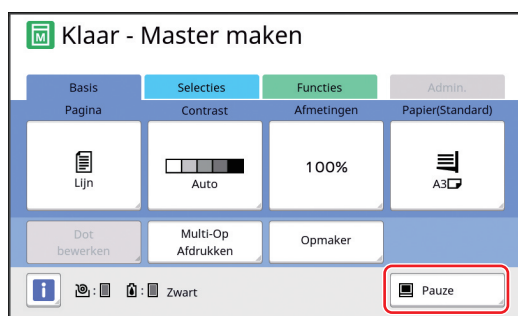 Klaar - Master maken
Basis
Selecties
Functies
Admin.
Pagina
Contrast
Afmetingen
Papier(Standard)
Lijn
Auto
100%
A3
Dot
bewerken
Multi-Op
Afdrukken
Opmaker
i
:
:
Zwart
Pauze